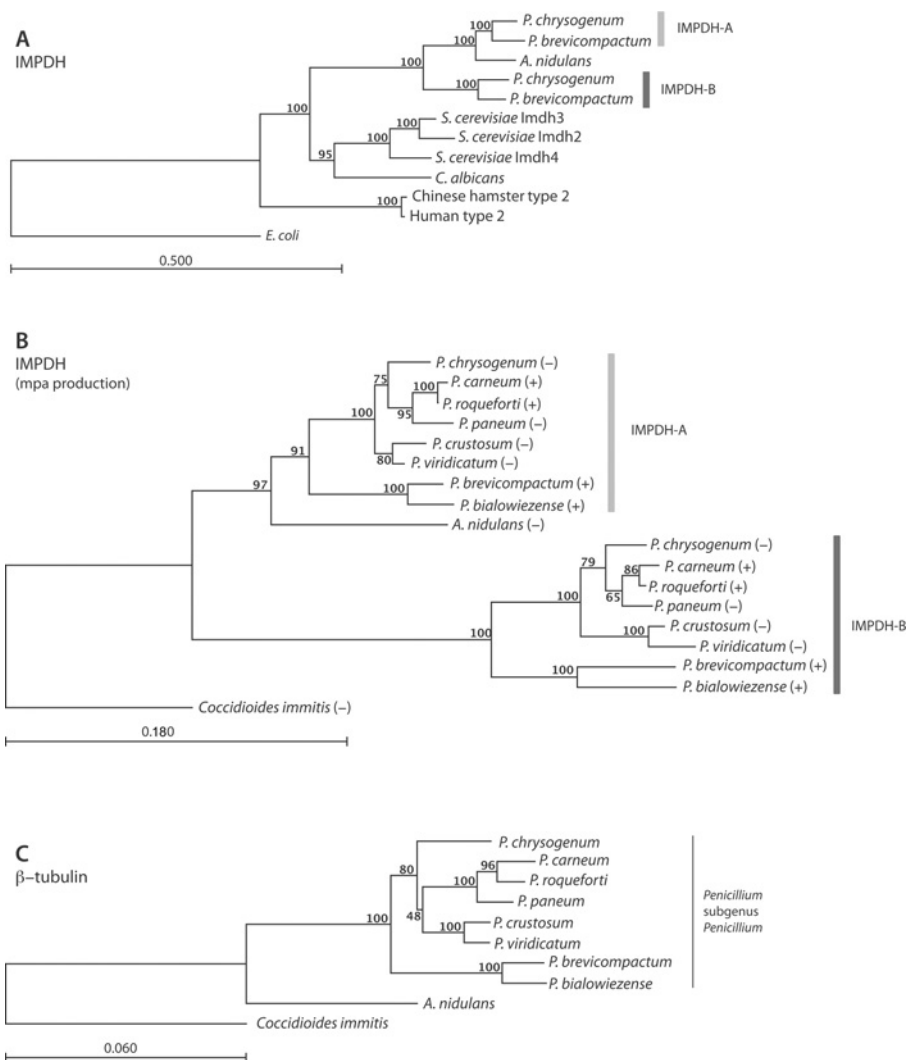 A
IMPDH
100
P. chrysogenum
P. brevicompactum
100
A. nidulans
100
P. chrysogenum
100
P. brevicompactum
IMPDH-A
IMPDH-B
100
100
S. cerevisiae Imdh3
S. cerevisiae Imdh2
100
S. cerevisiae Imdh4
95
C. albicans
100
Chinese hamster type 2
Human type 2
E. coli
0.500
B
IMPDH
(mpa production)
P. chrysogenum (–)
75
100
P. carneum (+)
P. roqueforti (+)
95
P. paneum (–)
100
P. crustosum (–)
80
P. viridicatum (–)
91
100
P. brevicompactum (+)
P. bialowiezense (+)
97
A. nidulans (–)
IMPDH-A
P. chrysogenum (–)
79
86
P. carneum (+)
P. roqueforti (+)
65
P. paneum (–)
100
100
P. crustosum (–)
P. viridicatum (–)
100
100
P. brevicompactum (+)
P. bialowiezense (+)
IMPDH-B
Coccidioides immitis (–)
0.180
C
β-tubulin
P. chrysogenum
80
96
P. carneum
P. roqueforti
100
P. paneum
48
100
P. crustosum
P. viridicatum
100
100
P. brevicompactum
P. bialowiezense
Penicillium
subgenus
Penicillium
A. nidulans
Coccidioides immitis
0.060